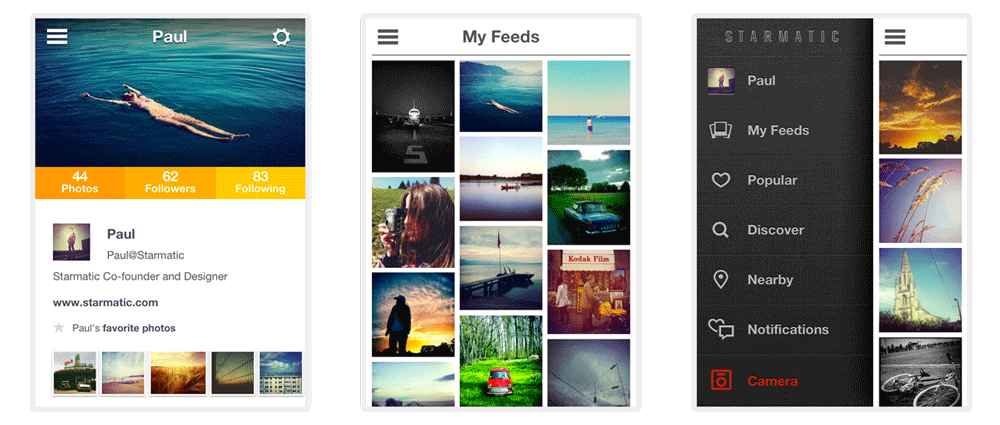 Paul
44
Photos
62
Followers
83
Following
Paul
Paul@Starmatic
Starmatic Co-founder and Designer
www.starmatic.com
Paul's favorite photos
My Feeds
5
Kodak Film
STARMATIC
Paul
My Feeds
Popular
Discover
Nearby
Notifications
Camera